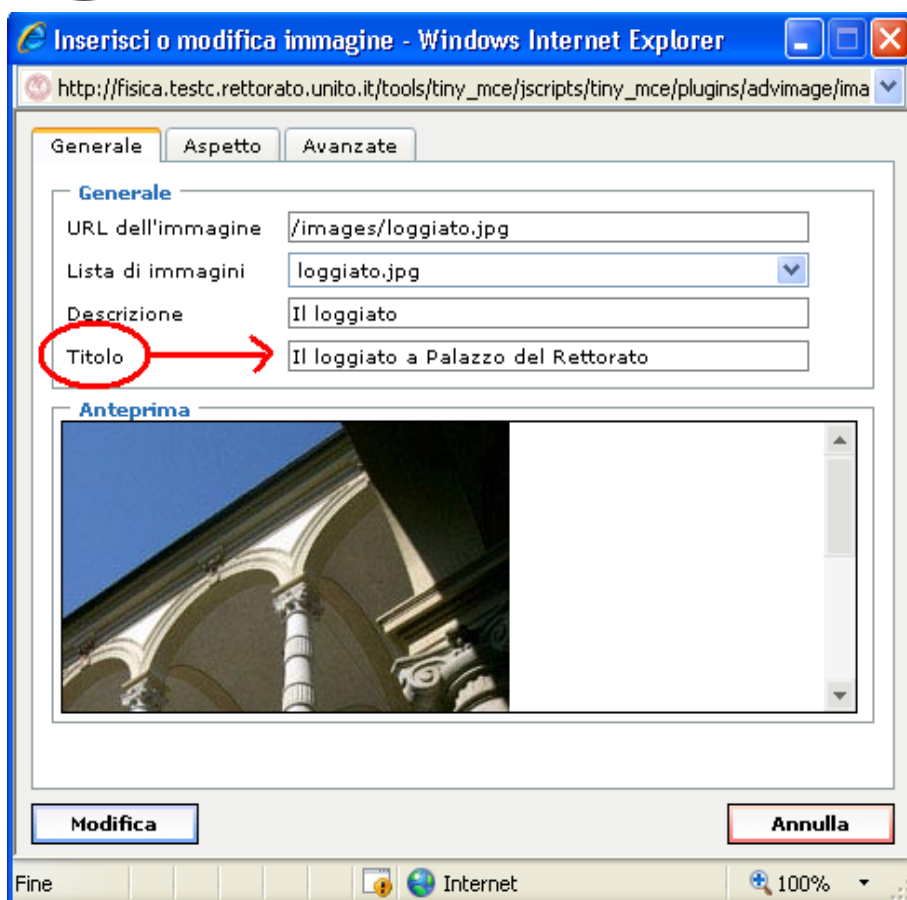 Inserisci o modifica immagine - Windows Internet Explorer
http://fisica.testc.rettorato.unito.it/tools/tiny_mce/jscripts/tiny_mce/plugins/advimage/ima
Generale Aspetto Avanzate
Generale
URL dell'immagine /images/loggiato.jpg
Lista di immagini loggiato.jpg
Descrizione Il loggiato
Titolo Il loggiato a Palazzo del Rettorato
Anteprima
Modifica Annulla
Fine Internet 100%